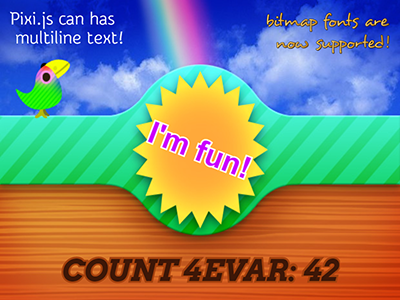 Pixi.js can has
multiline text!
bitmap fonts are
now supported!
I'm fun!
COUNT 4EVAR: 42